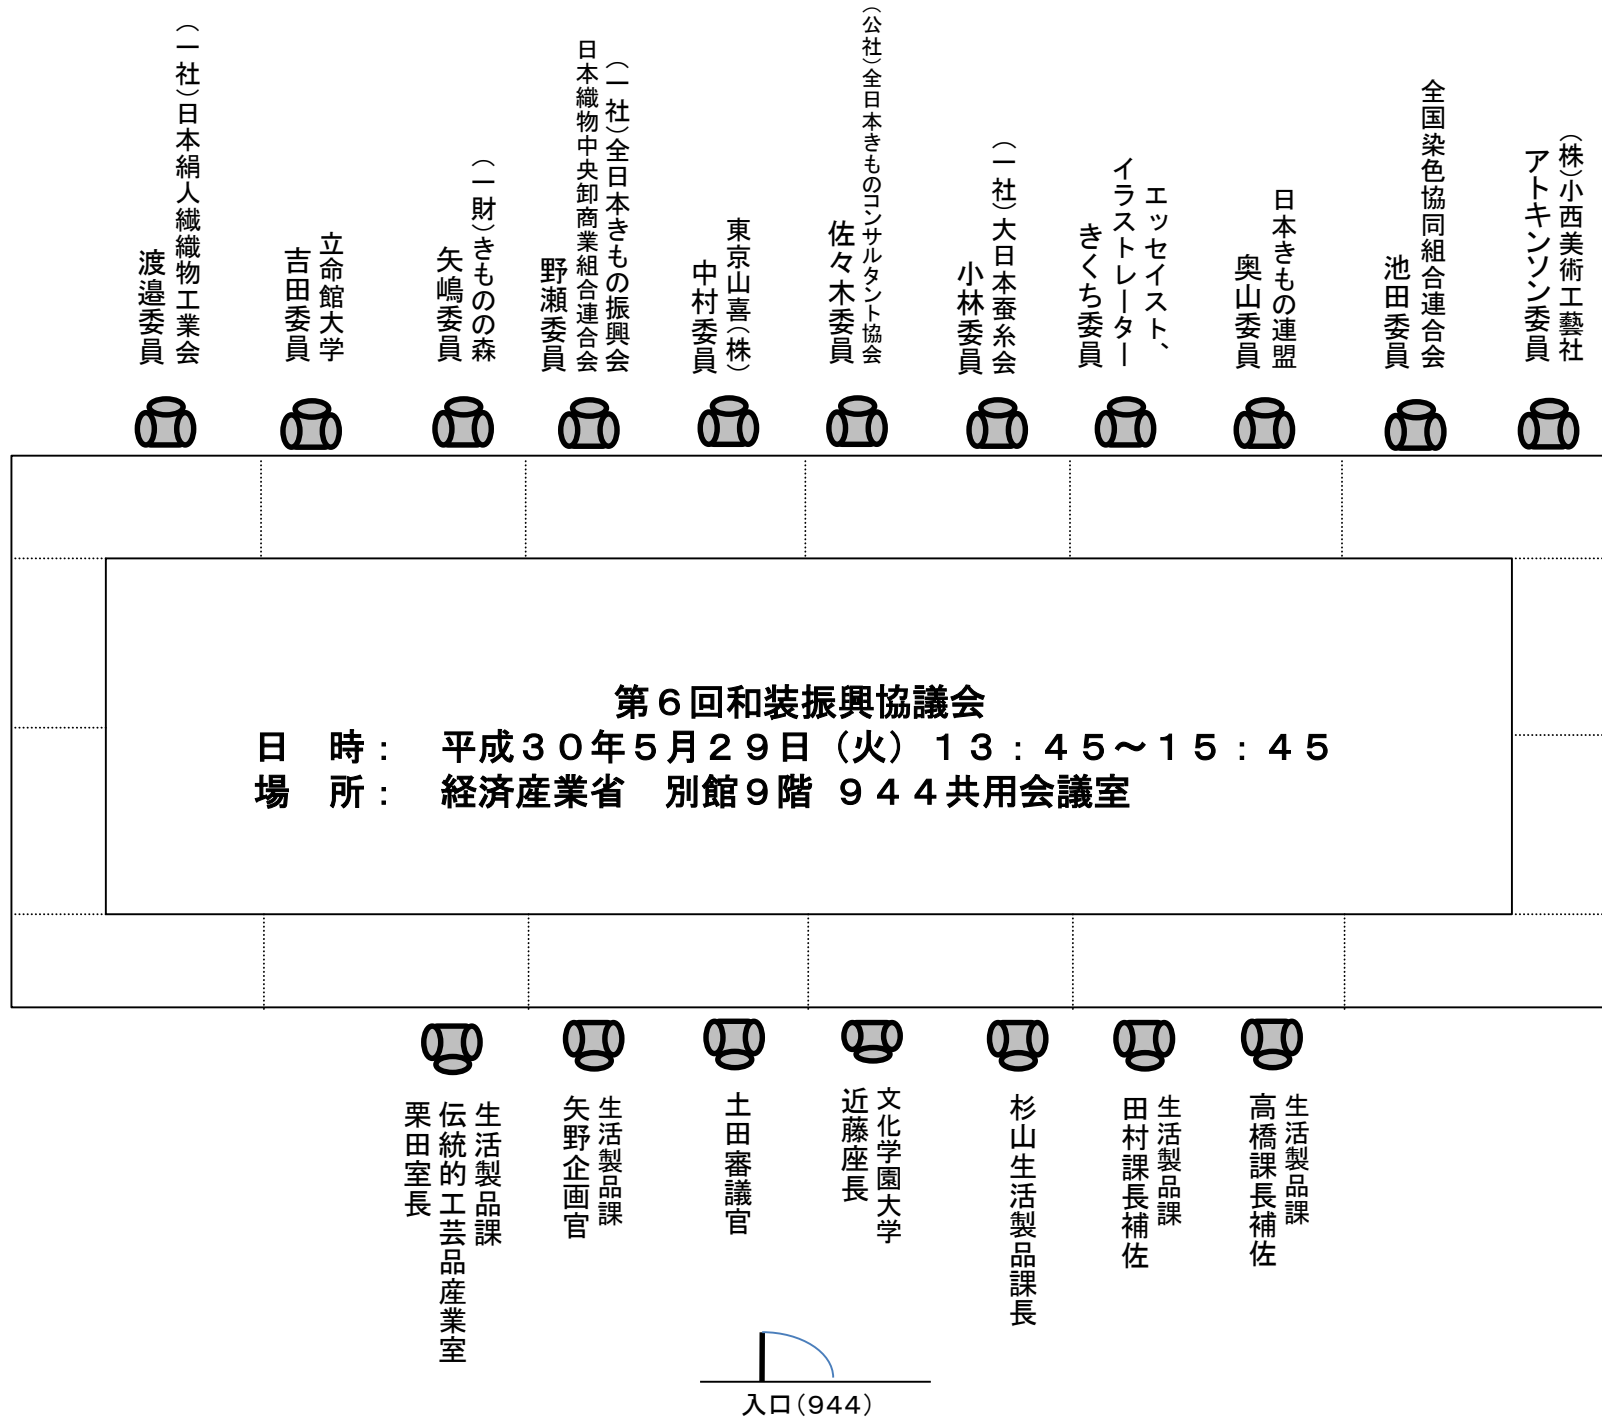 (一社)日本絹人繊織物工業会
渡邉委員
立命館大学
吉田委員
(一財)きものの森
矢嶋委員
(一社)全日本きもの振興会
日本織物中央卸商業組合連合会
野瀬委員
東京山喜(株)
中村委員
(公社)全日本きものコンサルタント協会
佐々木委員
(一社)大日本蚕糸会
小林委員
エッセイスト、
イラストレーター
きくち委員
日本きもの連盟
奥山委員
全国染色協同組合連合会
池田委員
(株)小西美術工藝社
アトキンソン委員
第6回和装振興協議会
日 時: 平成30年5月29日(火)13:45~15:45
場 所: 経済産業省 別館9階 944共用会議室
生活製品課
伝統的工芸品産業室
栗田室長
生活製品課
矢野企画官
土田審議官
文化学園大学
近藤座長
杉山生活製品課長
生活製品課
田村課長補佐
生活製品課
高橋課長補佐
入口(944)